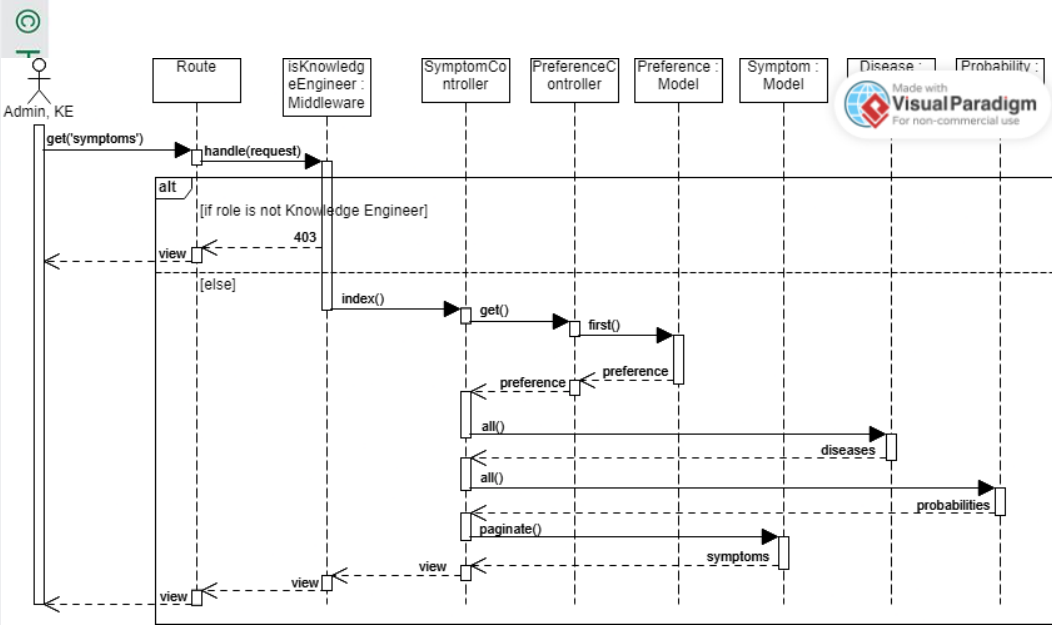 ©
Route
isKnowledg
eEngineer :
Middleware
SymptomCo
ntroller
PreferenceC
ontroller
Preference :
Model
Symptom :
Model
Disease :
Probability :
Made with
Visual Paradigm
For non-commercial use
Admin, KE
get('symptoms')
handle(request)
alt
[if role is not Knowledge Engineer]
403
view
[else]
index()
get()
first()
preference
preference
all()
diseases
all()
probabilities
paginate()
symptoms
view
view
view